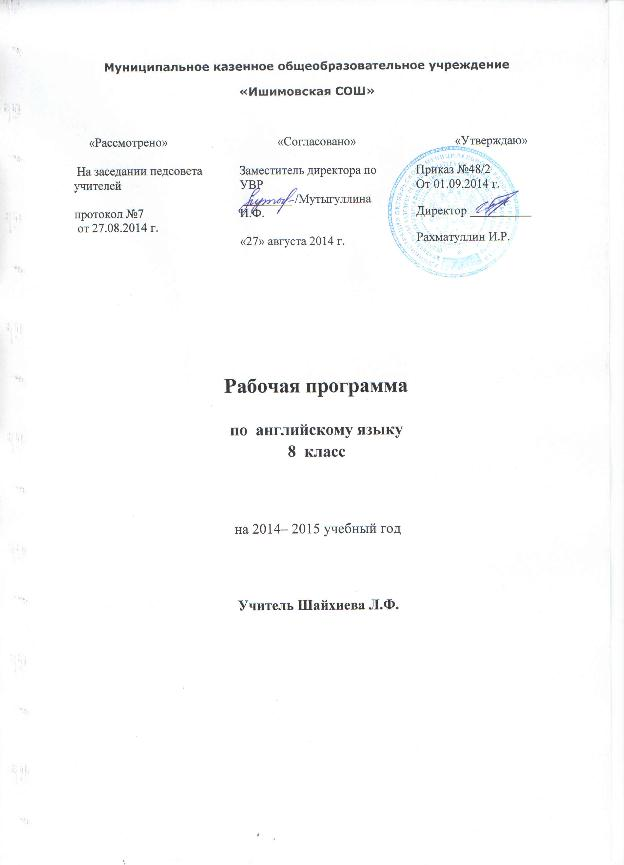 Муниципальное казенное общеобразовательное учреждение
«Ишимовская СОШ»
«Рассмотрено»
На заседании педсовета
учителей
протокол №7
от 27.08.2014 г.
«Согласовано»
Заместитель директора по
УВР
/Мутыгуллина
И.Ф.
«27» августа 2014 г.
«Утверждаю»
Приказ №48/2
От 01.09.2014 г.
Директор
Рахматуллин И.Р.
Рабочая программа
по английскому языку
8 класс
на 2014– 2015 учебный год
Учитель Шайхиева Л.Ф.